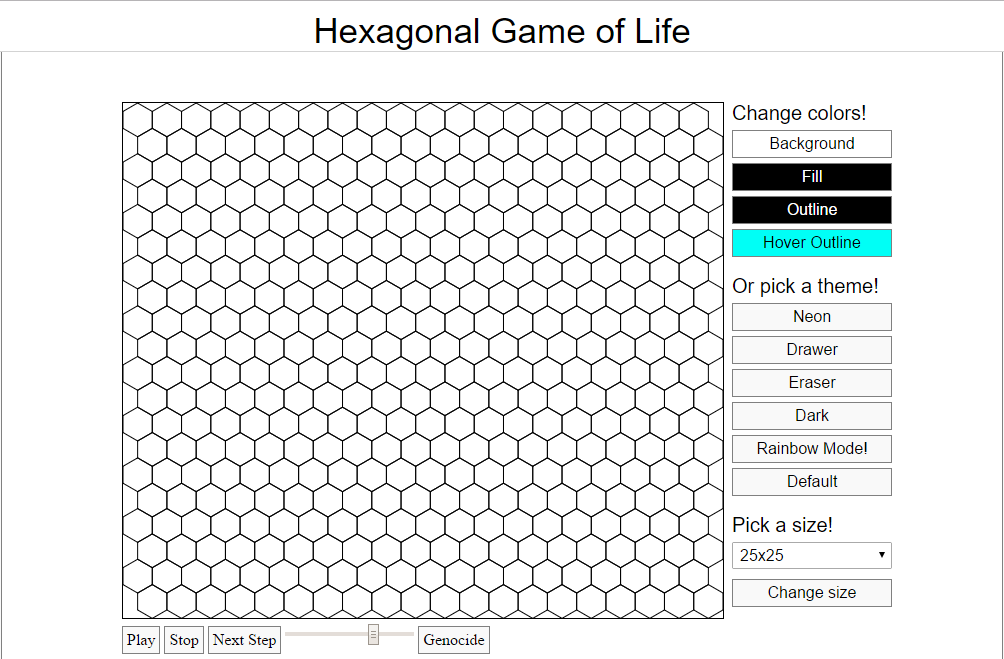 Hexagonal Game of Life
Change colors!
Background
Fill
Outline
Hover Outline
Or pick a theme!
Neon
Drawer
Eraser
Dark
Rainbow Mode!
Default
Pick a size!
25x25
Change size
Play Stop Next Step Genocide